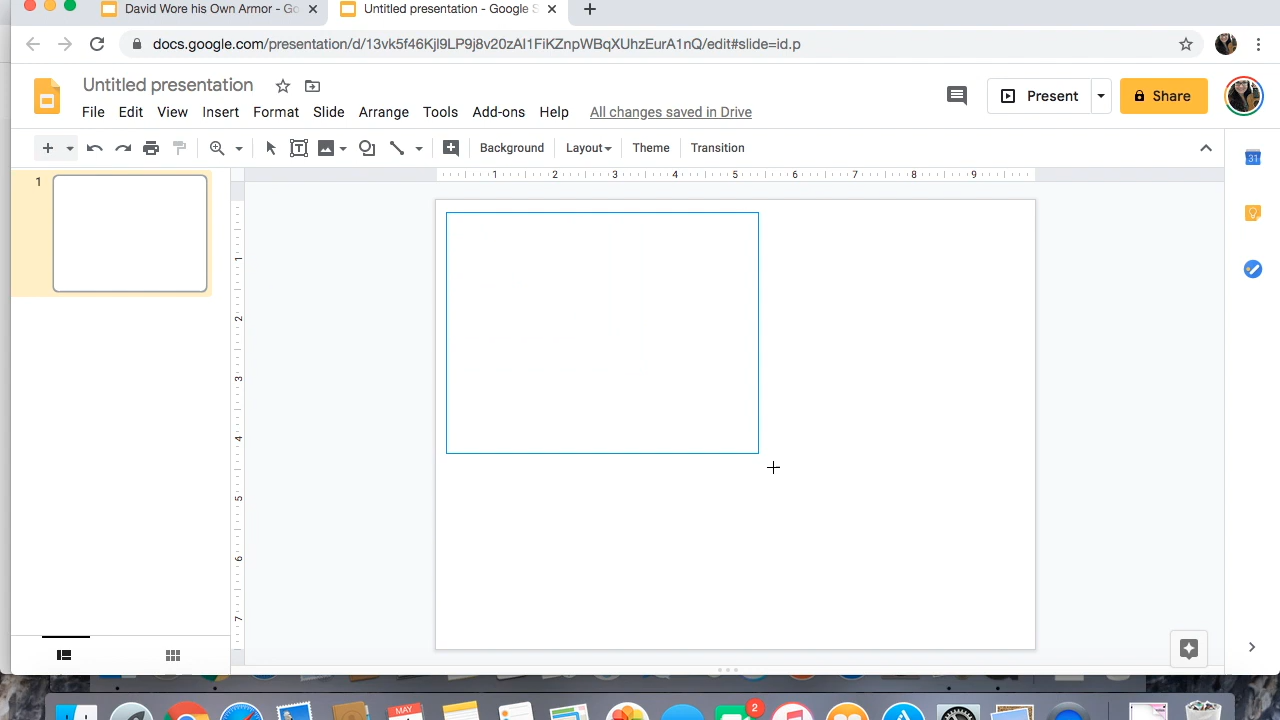 David Wore his Own Armor - Go
Untitled presentation - Google S
docs.google.com/presentation/d/13vk5f46Kjl9LP9j8v20zAl1FiKZnpWBqXUhzEurA1nQ/edit#slide=id.p
Untitled presentation
Present
Share
File Edit View Insert Format Slide Arrange Tools Add-ons Help All changes saved in Drive
Background Layout Theme Transition
31
1 2 3 4 5 6 7 8 9
1
1
2
3
4
5
6
7
MAY
2